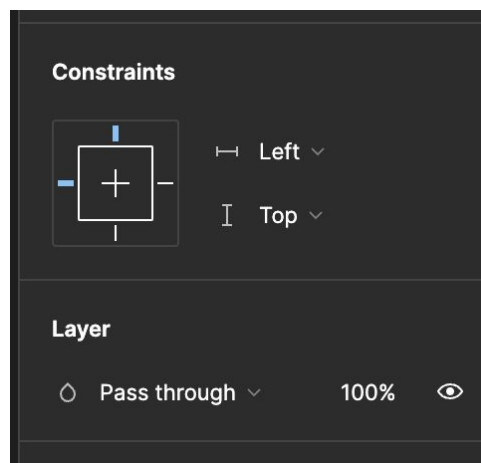 Constraints
Left
Top
Layer
Pass through 100%